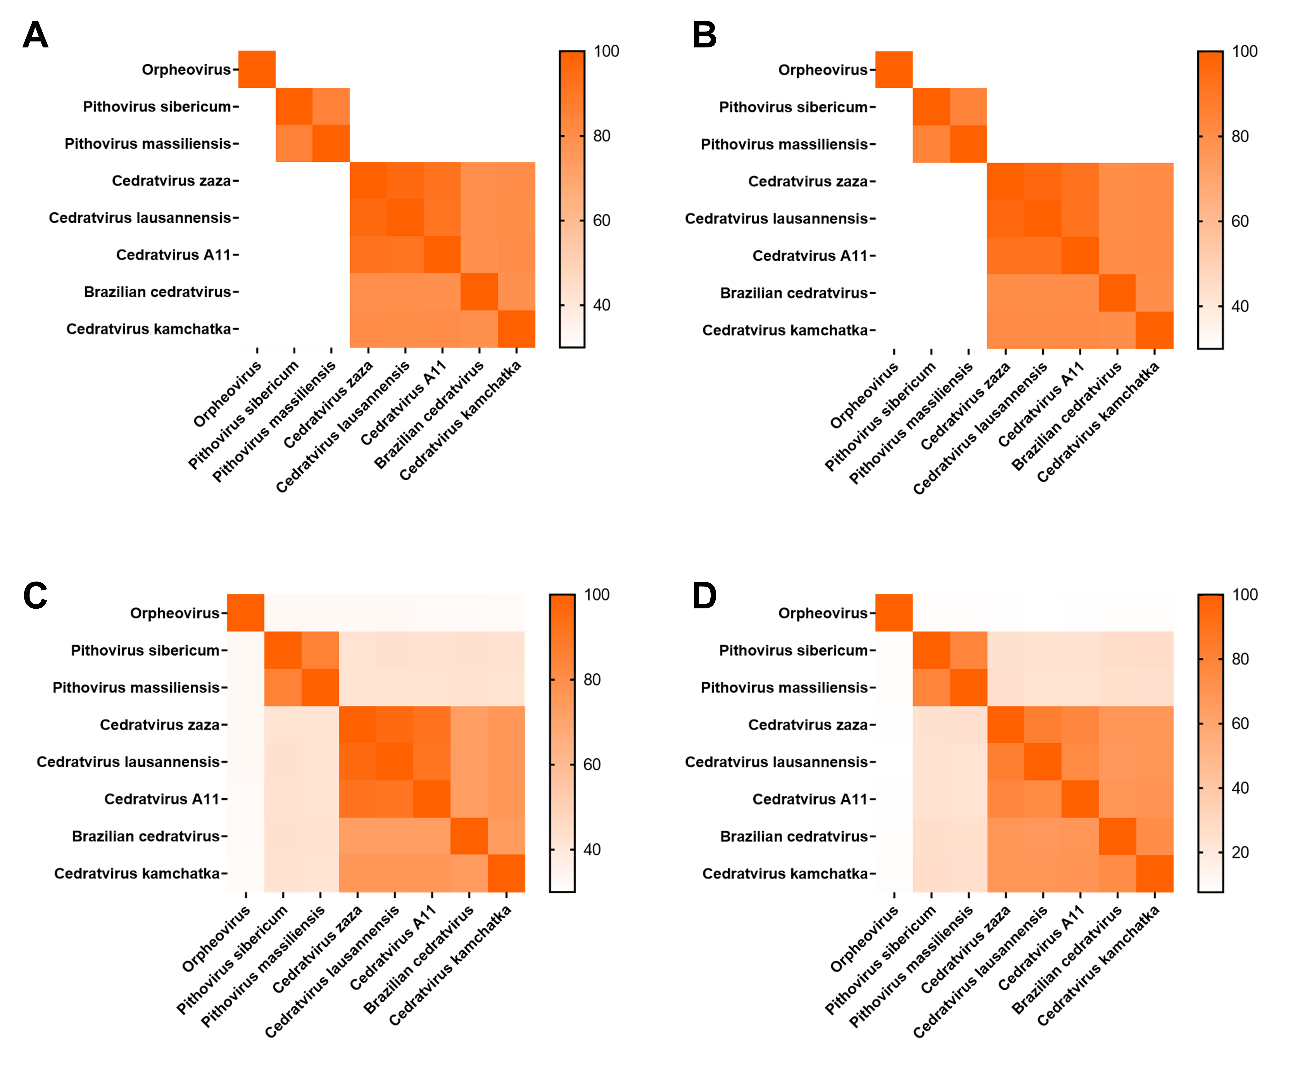 A
Orpheovirus
Pithovirus sibericum
Pithovirus massiliensis
Cedratvirus zaza
Cedratvirus lausannensis
Cedratvirus A11
Brazilian cedratvirus
Cedratvirus kamchatka
Orpheovirus
Pithovirus sibericum
Pithovirus massiliensis
Cedratvirus zaza
Cedratvirus lausannensis
Cedratvirus A11
Brazilian cedratvirus
Cedratvirus kamchatka
100
80
60
40
B
Orpheovirus
Pithovirus sibericum
Pithovirus massiliensis
Cedratvirus zaza
Cedratvirus lausannensis
Cedratvirus A11
Brazilian cedratvirus
Cedratvirus kamchatka
Orpheovirus
Pithovirus sibericum
Pithovirus massiliensis
Cedratvirus zaza
Cedratvirus lausannensis
Cedratvirus A11
Brazilian cedratvirus
Cedratvirus kamchatka
100
80
60
40
C
Orpheovirus
Pithovirus sibericum
Pithovirus massiliensis
Cedratvirus zaza
Cedratvirus lausannensis
Cedratvirus A11
Brazilian cedratvirus
Cedratvirus kamchatka
Orpheovirus
Pithovirus sibericum
Pithovirus massiliensis
Cedratvirus zaza
Cedratvirus lausannensis
Cedratvirus A11
Brazilian cedratvirus
Cedratvirus kamchatka
100
80
60
40
D
Orpheovirus
Pithovirus sibericum
Pithovirus massiliensis
Cedratvirus zaza
Cedratvirus lausannensis
Cedratvirus A11
Brazilian cedratvirus
Cedratvirus kamchatka
Orpheovirus
Pithovirus sibericum
Pithovirus massiliensis
Cedratvirus zaza
Cedratvirus lausannensis
Cedratvirus A11
Brazilian cedratvirus
Cedratvirus kamchatka
100
80
60
40
20